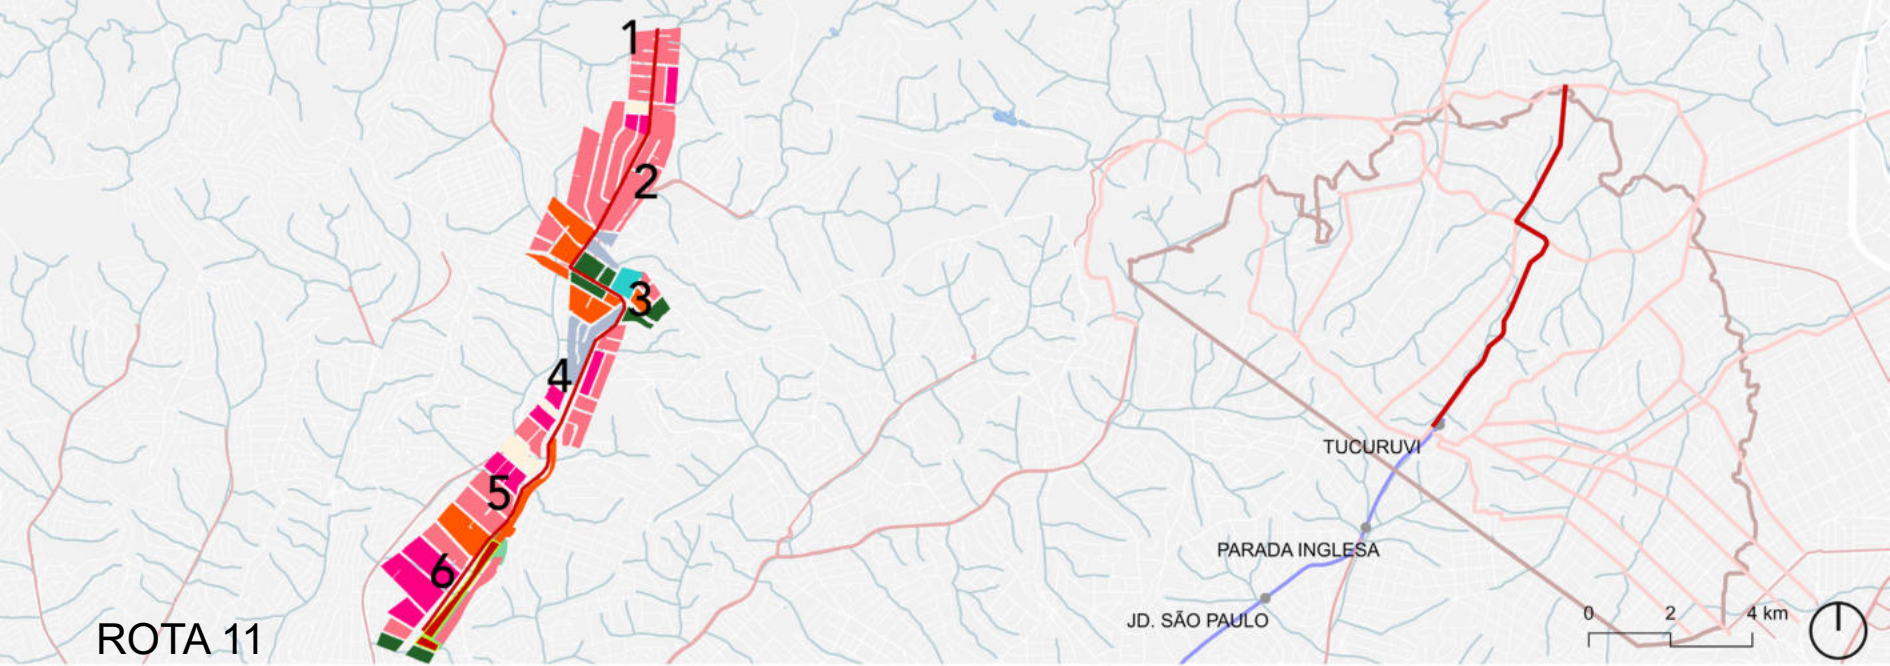 1
2
3
4
5
6
ROTA 11
TUCURUVI
PARADA INGLESA
JD. SÃO PAULO
0 2 4 km